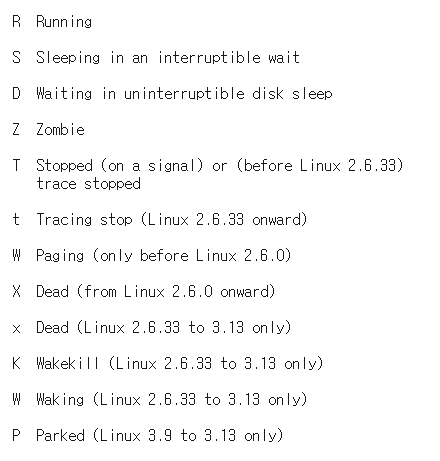 R Running
S Sleeping in an interruptible wait
D Waiting in uninterruptible disk sleep
Z Zombie
T Stopped (on a signal) or (before Linux 2.6.33)
trace stopped
t Tracing stop (Linux 2.6.33 onward)
W Paging (only before Linux 2.6.0)
X Dead (from Linux 2.6.0 onward)
x Dead (Linux 2.6.33 to 3.13 only)
K Wakekill (Linux 2.6.33 to 3.13 only)
W Waking (Linux 2.6.33 to 3.13 only)
P Parked (Linux 3.9 to 3.13 only)